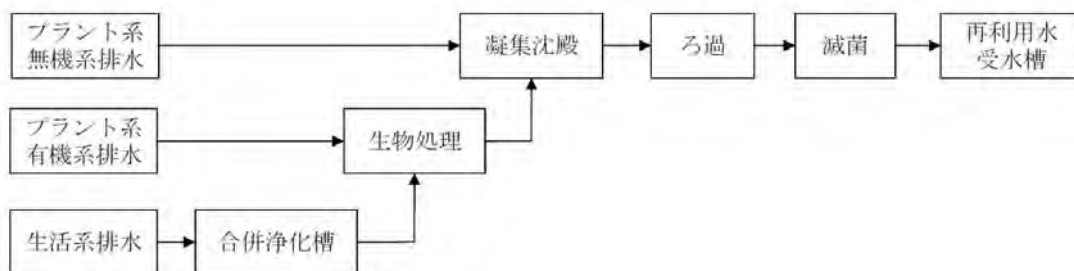 プラント系
無機系排水
凝集沈殿
ろ過
滅菌
再利用水
受水槽
プラント系
有機系排水
生物処理
生活系排水
合併浄化槽